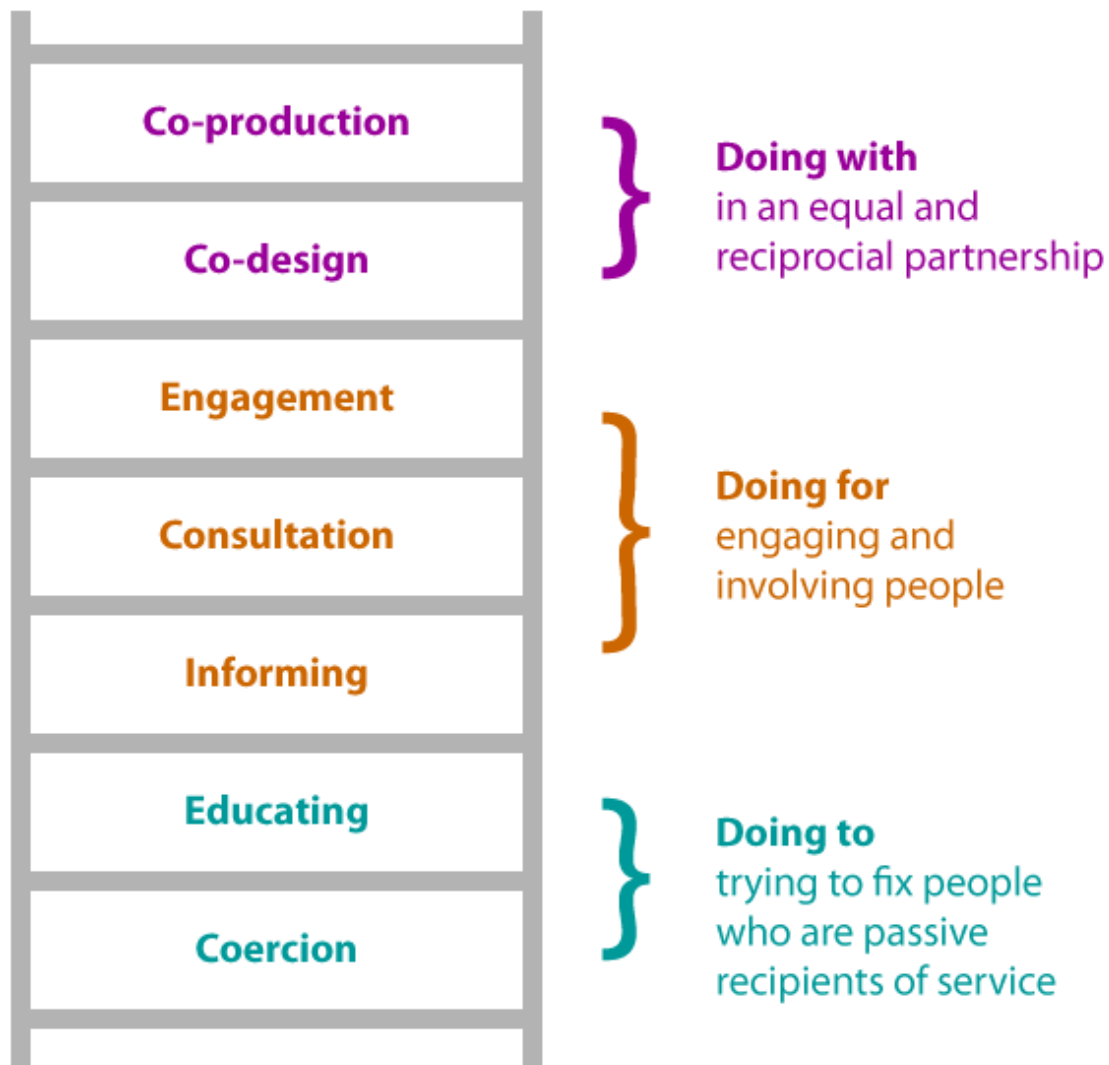 Co-production
Co-design
Doing with
in an equal and
reciprocial partnership
Engagement
Consultation
Informing
Doing for
engaging and
involving people
Educating
Coercion
Doing to
trying to fix people
who are passive
recipients of service